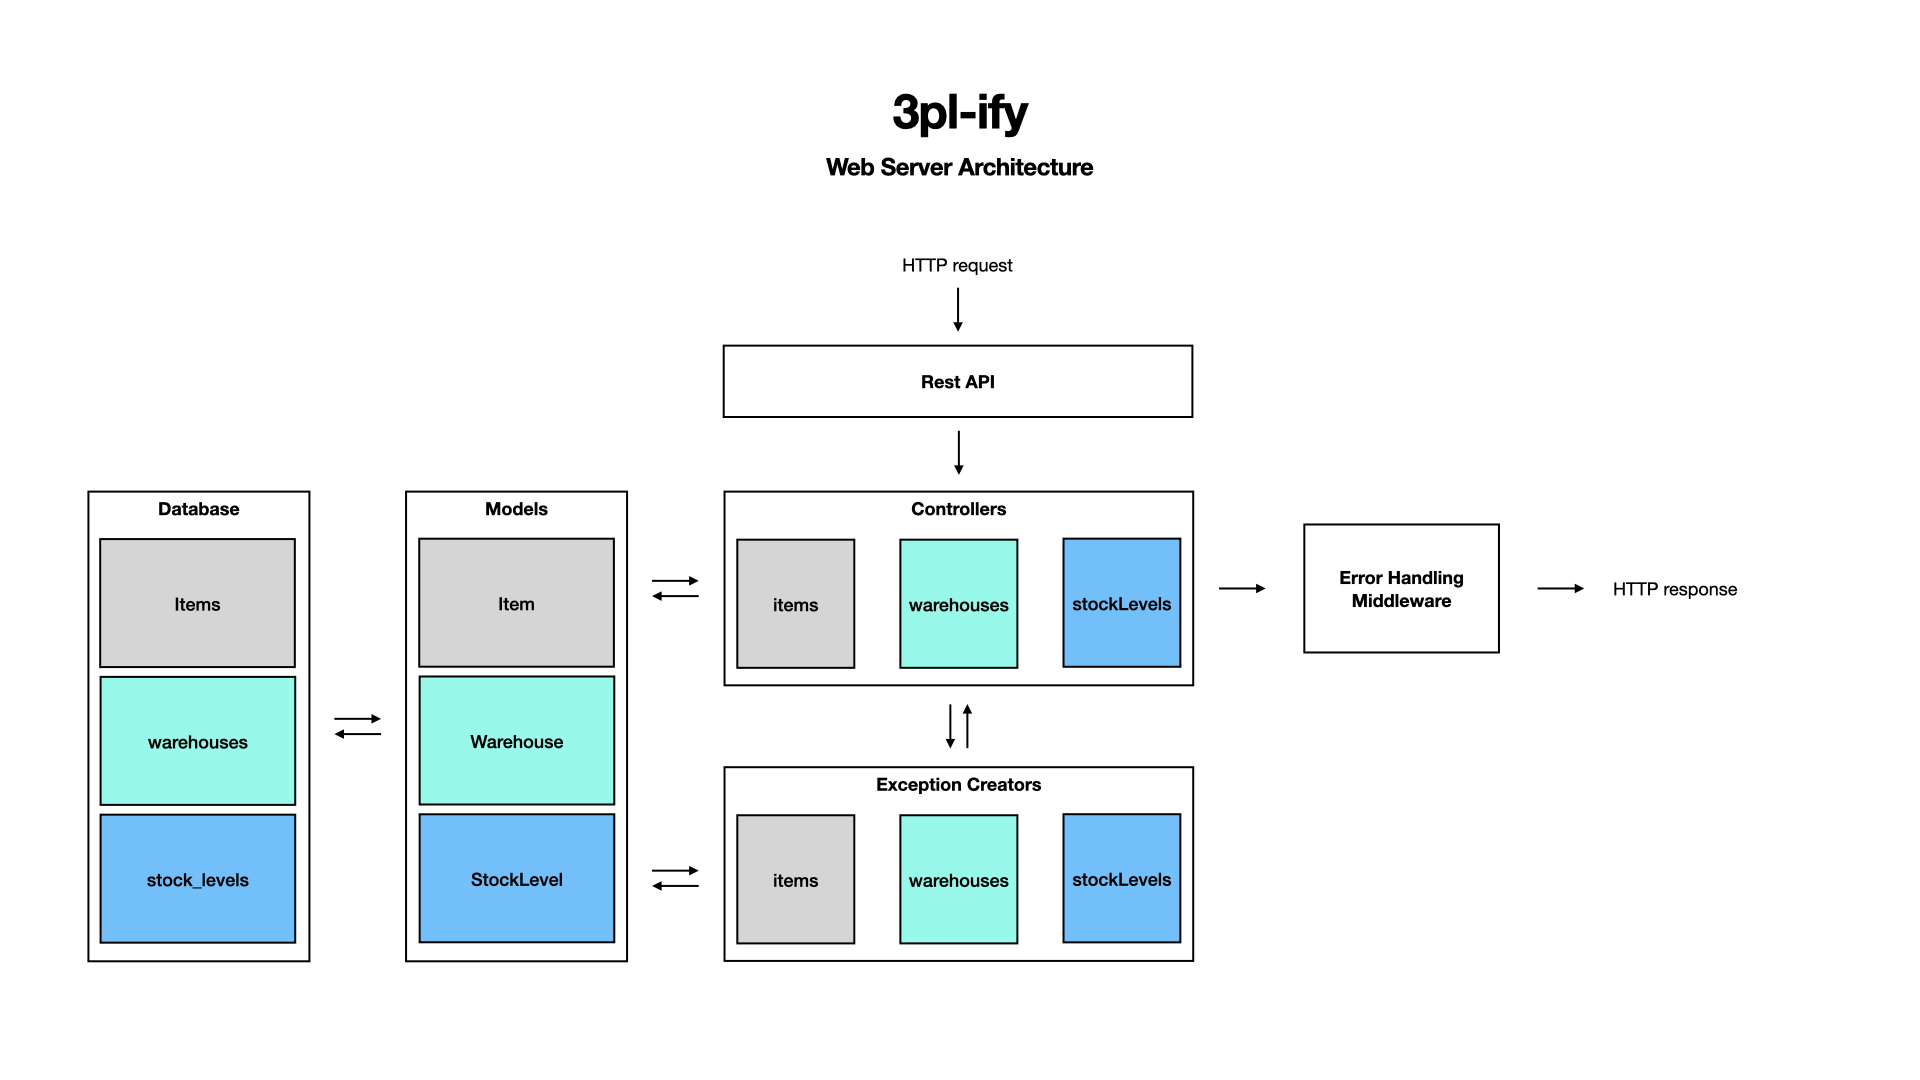 3pl-ify
Web Server Architecture
HTTP request
Rest API
Database
Items
warehouses
stock_levels
Models
Item
Warehouse
StockLevel
Controllers
items
warehouses
stockLevels
Exception Creators
items
warehouses
stockLevels
Error Handling
Middleware
HTTP response